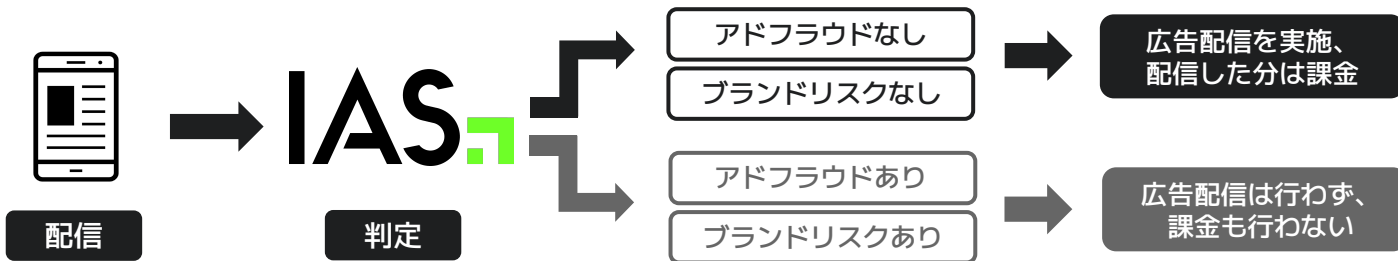 配信
IAS
判定
アドフラウドなし
ブランドリスクなし
広告配信を実施、
配信した分は課金
アドフラウドあり
ブランドリスクあり
広告配信は行わず、
課金も行わない